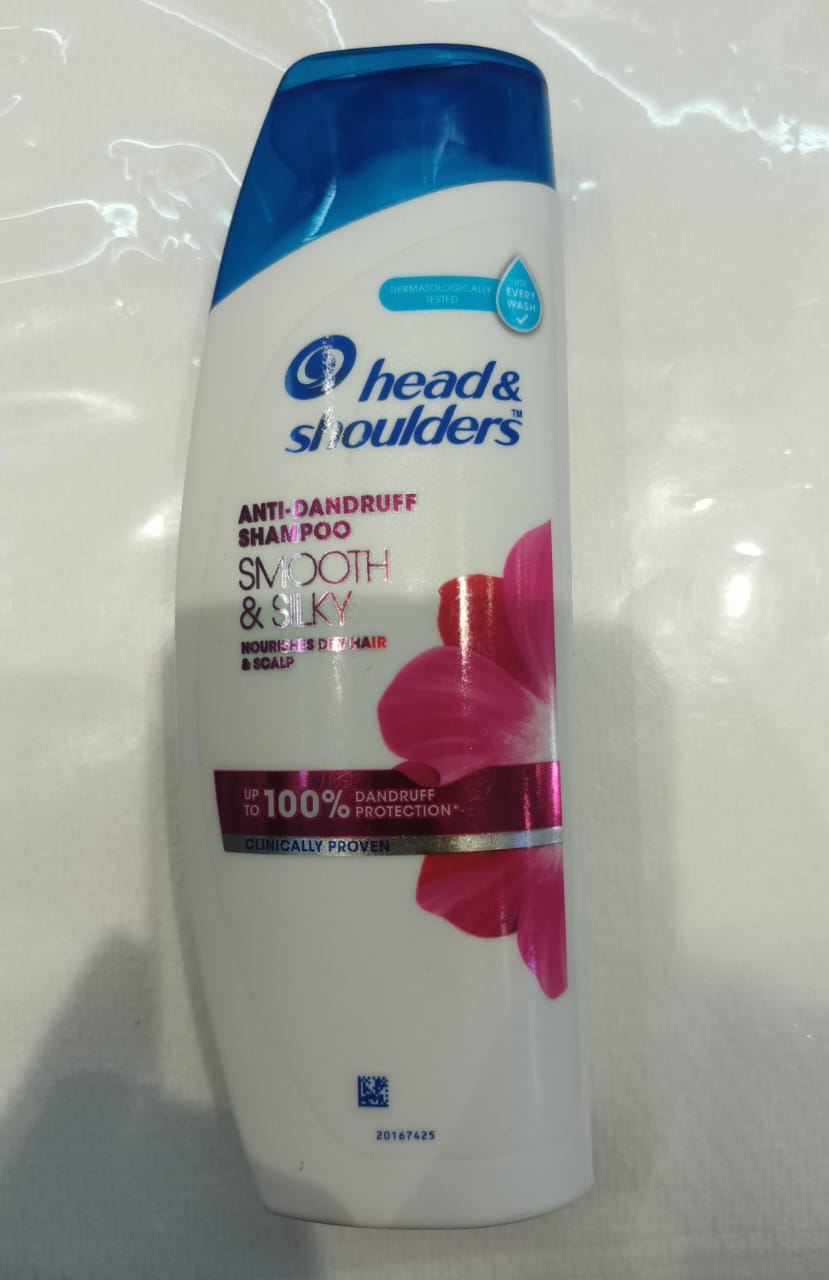 DERMATOLOGICALLY
TESTED
USE
EVERY
WASH
head &
shoulders™
ANTI-DANDRUFF
SHAMPOO
SMOOTH
& SILKY
NOURISHES DRY HAIR
& SCALP
UP
TO 100% DANDRUFF
PROTECTION*
CLINICALLY PROVEN
20167425